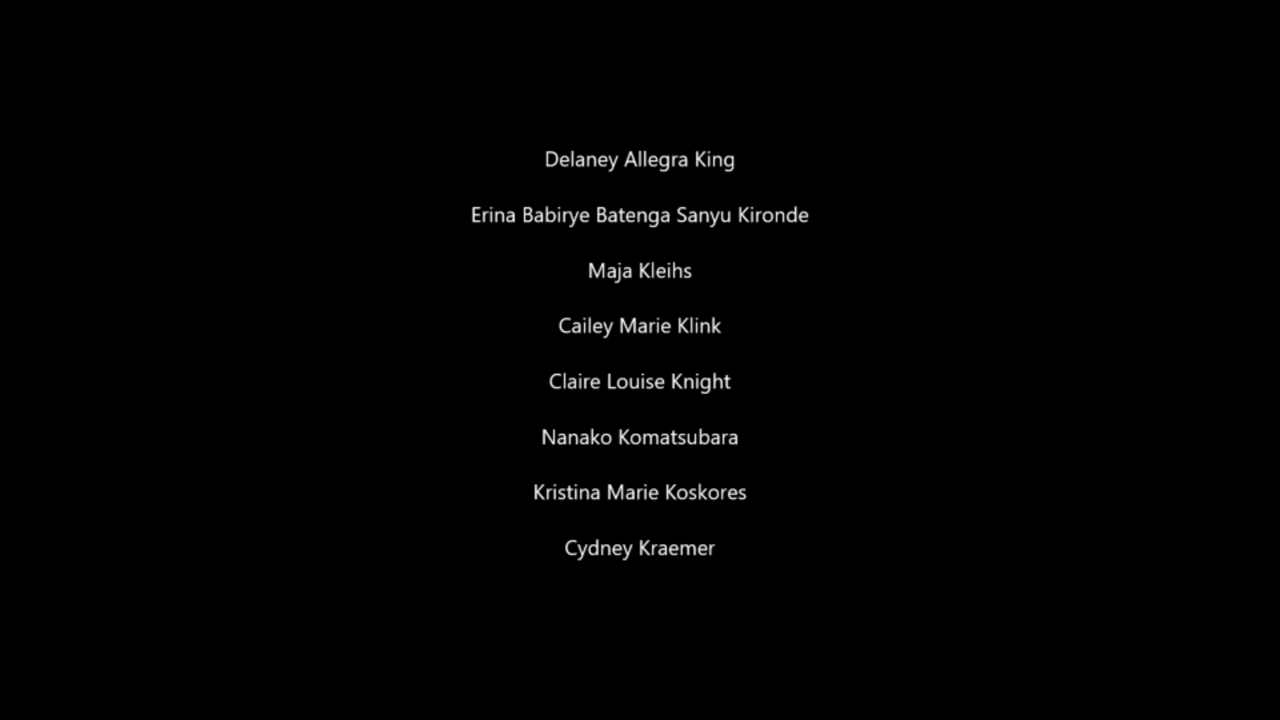 Delaney Allegra King
Erina Babirye Batenga Sanyu Kironde
Maja Kleihs
Cailey Marie Klink
Claire Louise Knight
Nanako Komatsubara
Kristina Marie Koskores
Cydney Kraemer